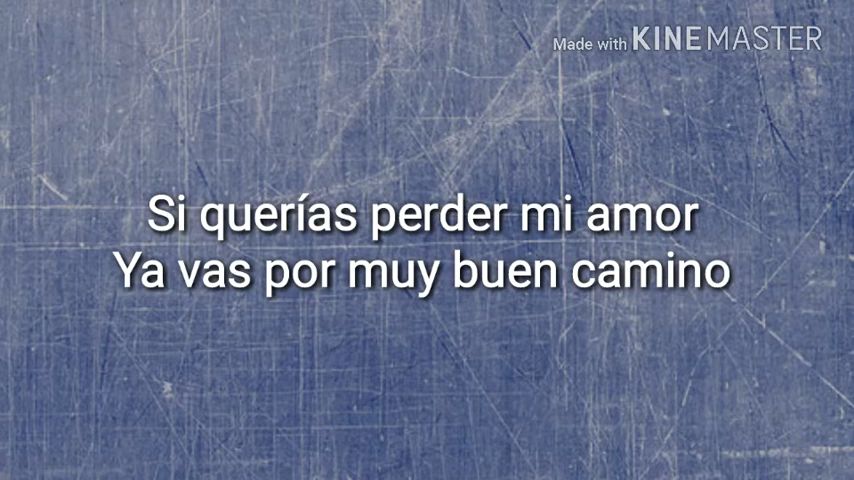 Made with KINEMASTER
Si querías perder mi amor
Ya vas por muy buen camino